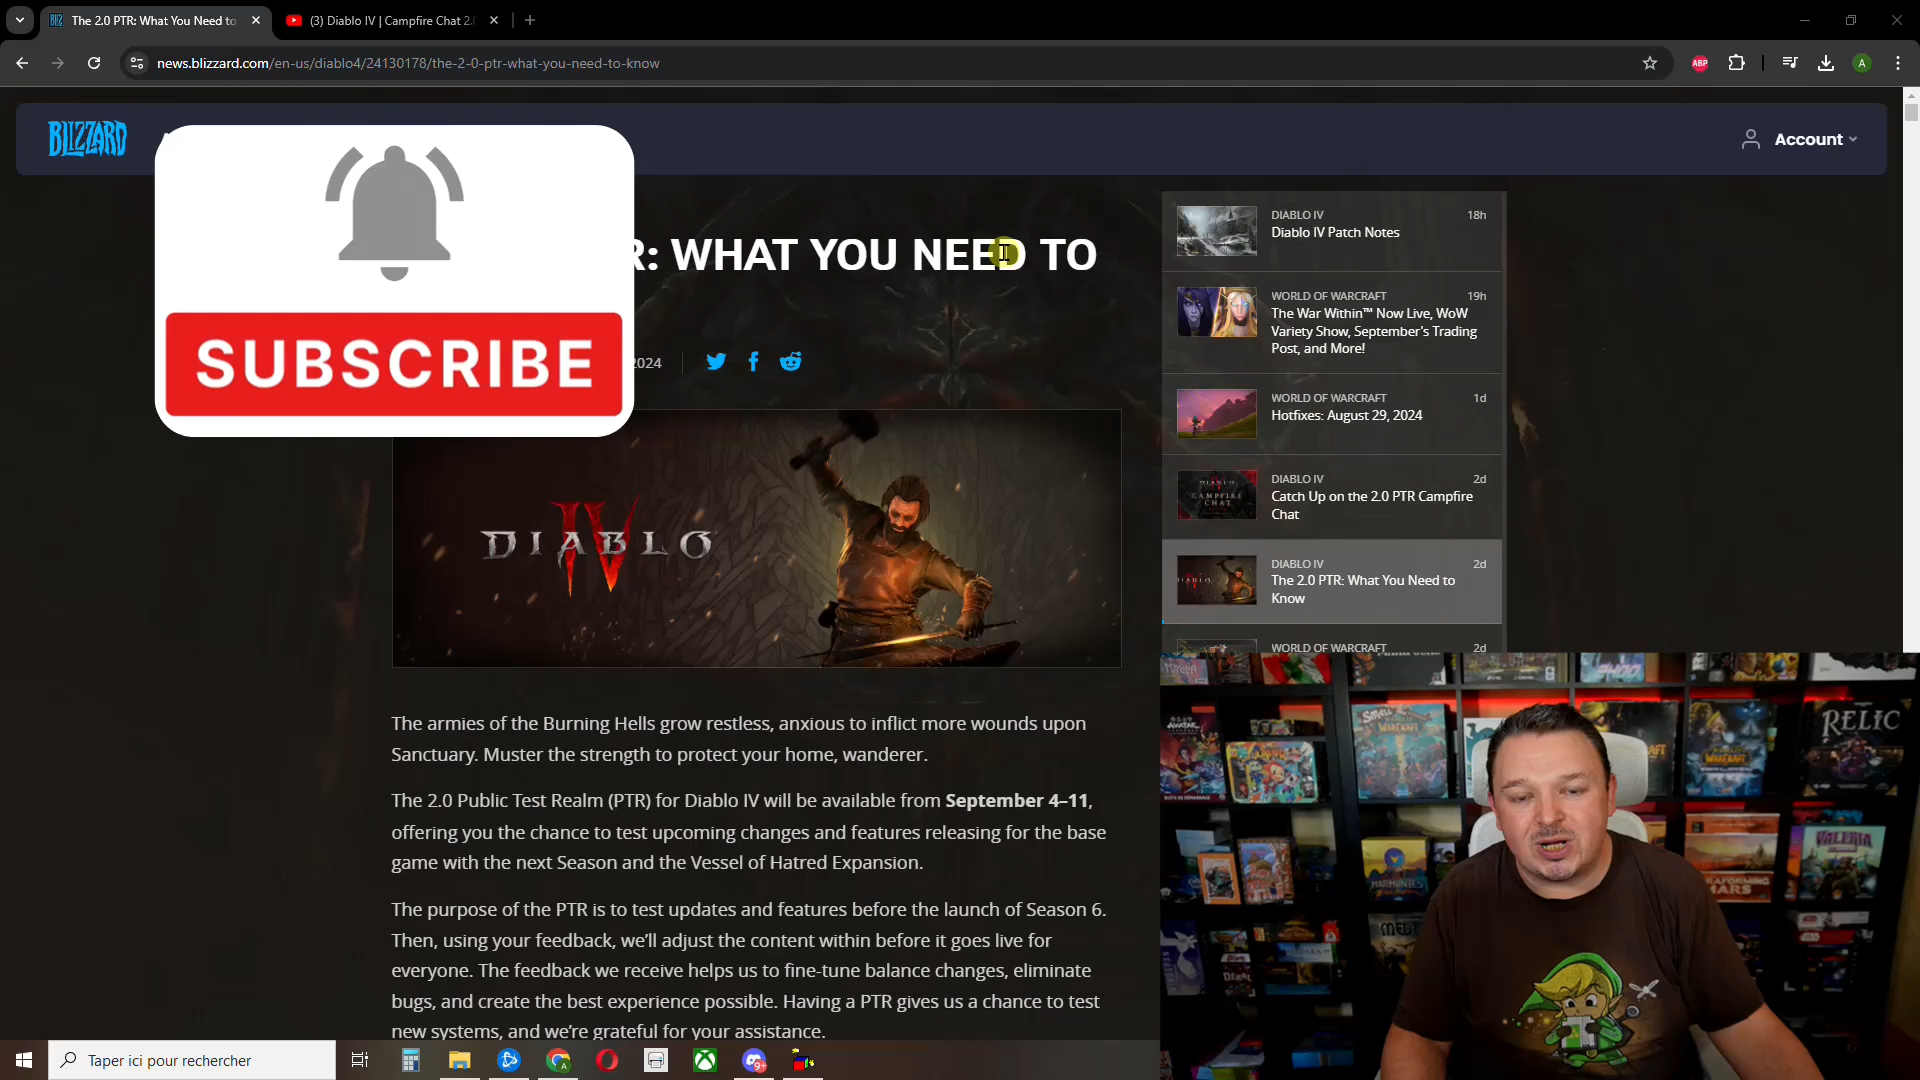 The 2.0 PTR: What You Need to
(3) Diablo IV | Campfire Chat 2.
news.blizzard.com/en-us/diablo4/24130178/the-2-0-ptr-what-you-need-to-know
ABP
A
BLIZZARD
Account
SUBSCRIBE
R: WHAT YOU NEED TO
2024
DIABLO IV
The armies of the Burning Hells grow restless, anxious to inflict more wounds upon
Sanctuary. Muster the strength to protect your home, wanderer.
The 2.0 Public Test Realm (PTR) for Diablo IV will be available from September 4–11,
offering you the chance to test upcoming changes and features releasing for the base
game with the next Season and the Vessel of Hatred Expansion.
The purpose of the PTR is to test updates and features before the launch of Season 6.
Then, using your feedback, we'll adjust the content within before it goes live for
everyone. The feedback we receive helps us to fine-tune balance changes, eliminate
bugs, and create the best experience possible. Having a PTR gives us a chance to test
new systems, and we're grateful for your assistance.
DIABLO IV 18h
Diablo IV Patch Notes
WORLD OF WARCRAFT 19h
The War Within™ Now Live, WoW
Variety Show, September's Trading
Post, and More!
WORLD OF WARCRAFT 1d
Hotfixes: August 29, 2024
DIABLO
CAMPFIRE
CHAT
DIABLO IV 2d
Catch Up on the 2.0 PTR Campfire
Chat
DIABLO IV 2d
The 2.0 PTR: What You Need to
Know
WORLD OF WARCRAFT 2d
AVATAR
RELIC
HARMONIES
VALERIA
MARS
Taper ici pour rechercher
A
9+